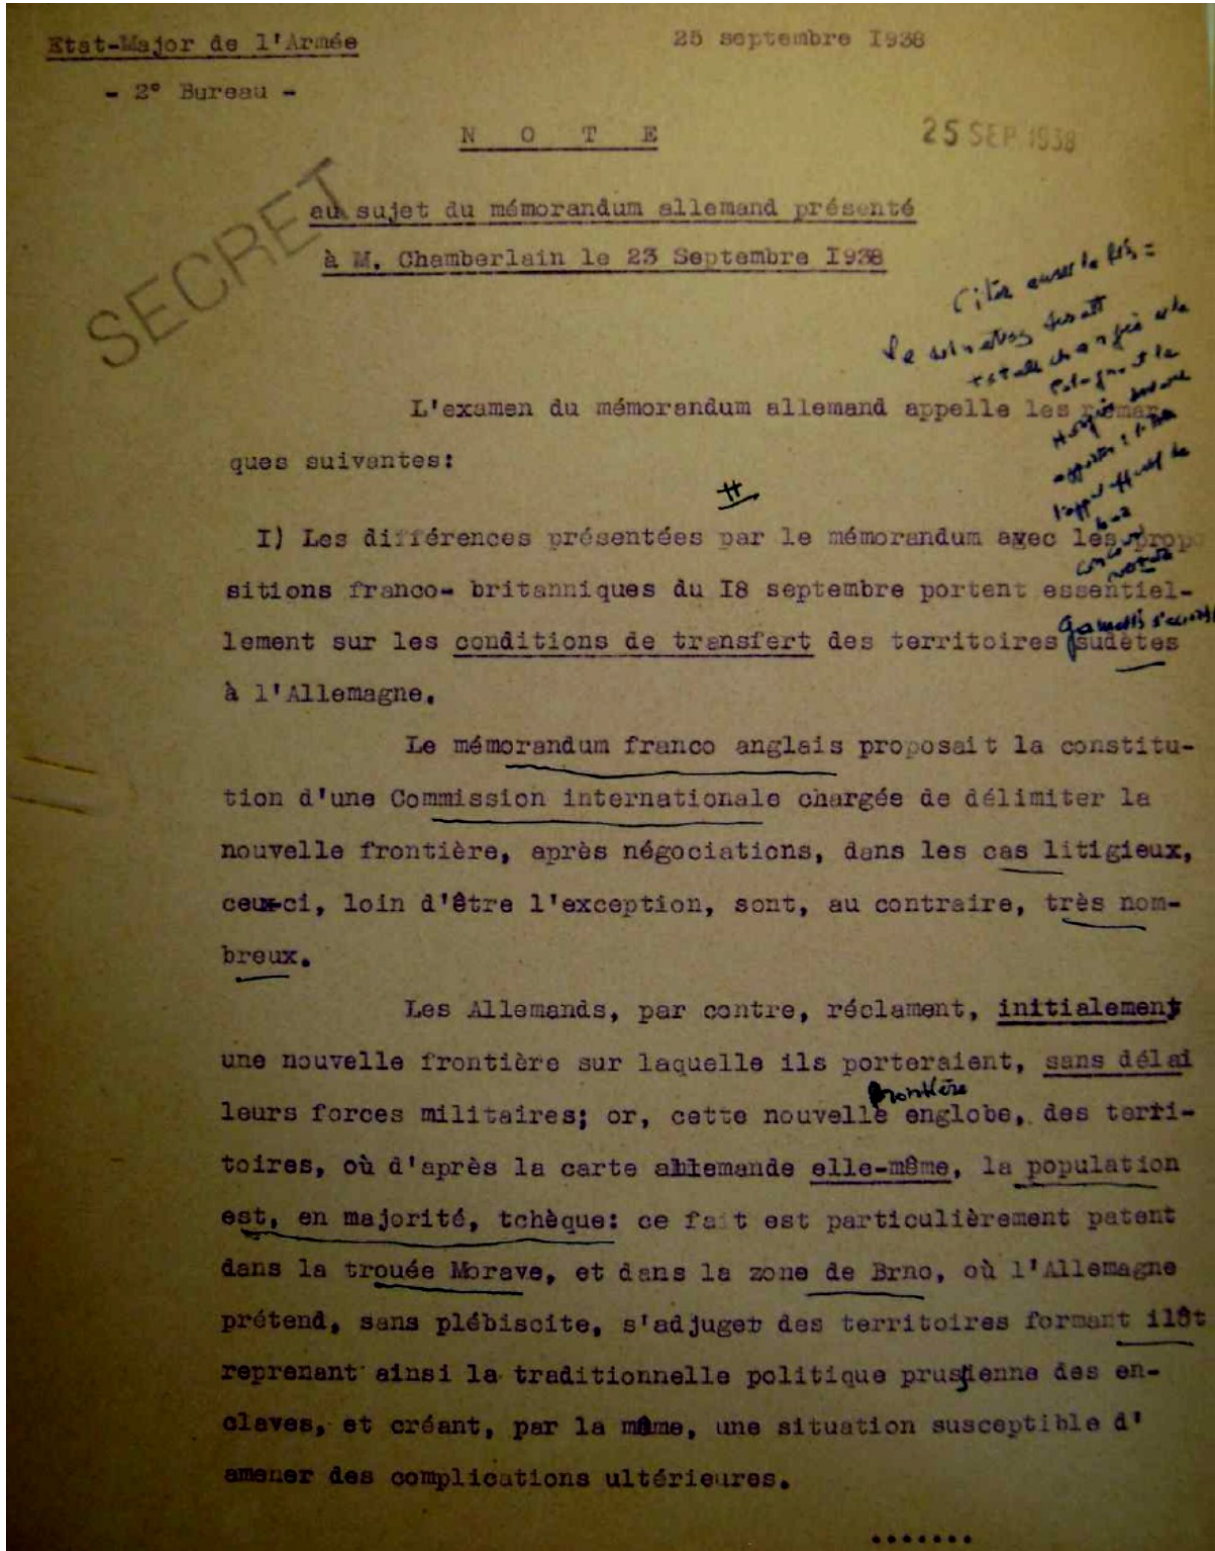 Etat-Major de l'Armée
25 septembre I938
- 2° Bureau -
N O T E
25 SEP 1938
SECRET
au sujet du mémorandum allemand présenté
à M. Chamberlain le 23 Septembre I938
Citer
L'examen du mémorandum allemand appelle les remar
ques suivantes:
I) Les différences présentées par le mémorandum avec les propo
sitions franco- britanniques du I8 septembre portent essentiel-
lement sur les conditions de transfert des territoires sudètes
à l'Allemagne.
Le mémorandum franco anglais proposait la constitu-
tion d'une Commission internationale chargée de délimiter la
nouvelle frontière, après négociations, dans les cas litigieux,
ceux-ci, loin d'être l'exception, sont, au contraire, très nom-
breux.
Les Allemands, par contre, réclament, initialement
une nouvelle frontière sur laquelle ils porteraient, sans délai
frontière
leurs forces militaires; or, cette nouvelle englobe, des terri-
toires, où d'après la carte allemande elle-même, la population
est, en majorité, tchèque: ce fait est particulièrement patent
dans la trouée Morave, et dans la zone de Brno, où l'Allemagne
prétend, sans plébiscite, s'adjuger des territoires formant ilôt
reprenant ainsi la traditionnelle politique prussienne des en-
claves, et créant, par la même, une situation susceptible d'
amener des complications ultérieures.
.......